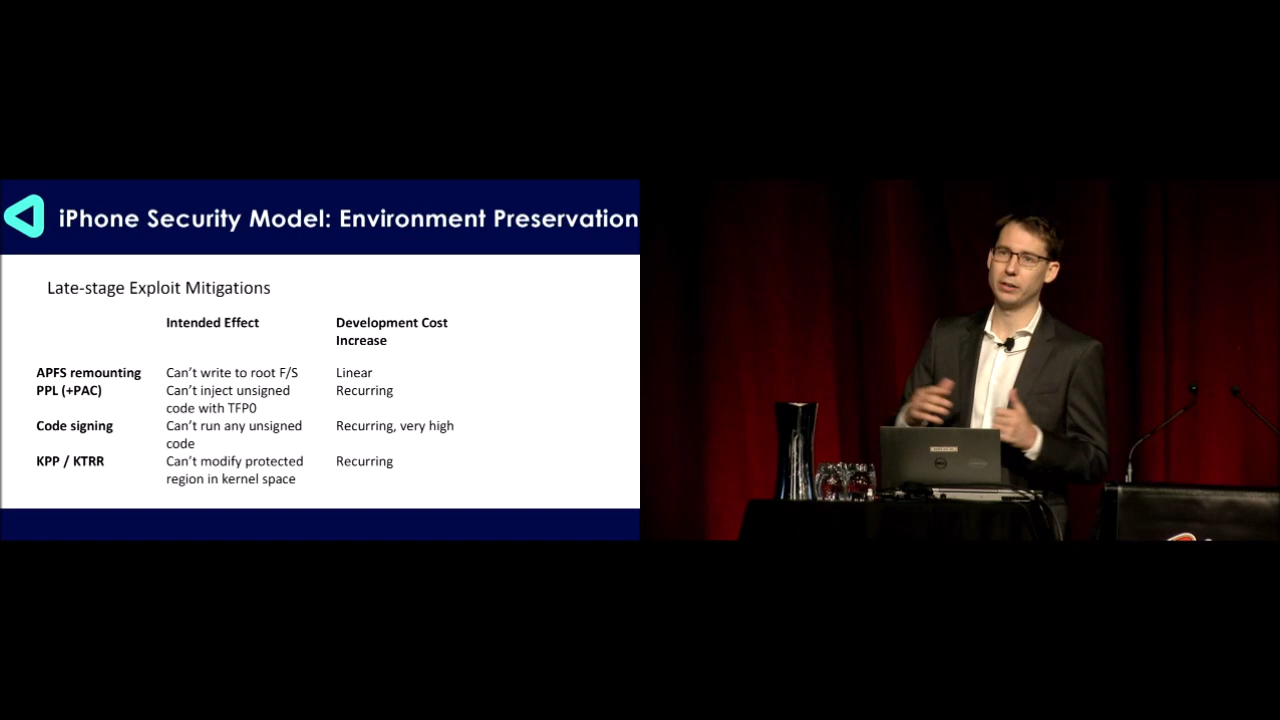 iPhone Security Model: Environment Preservation
Late-stage Exploit Mitigations
Intended Effect
Development Cost
Increase
APFS remounting
Can't write to root F/S
Linear
PPL (+PAC)
Can't inject unsigned
code with TFP0
Recurring
Code signing
Can't run any unsigned
code
Recurring, very high
KPP / KTRR
Can't modify protected
region in kernel space
Recurring
DELL